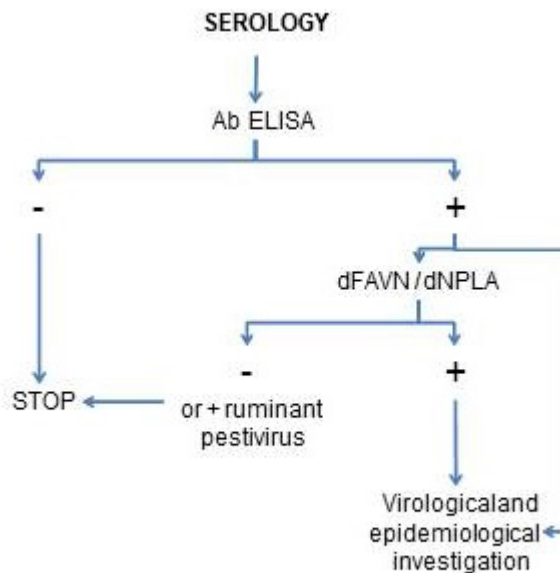 SEROLOGY
Ab ELISA
-
+
dFAVN/dNPLA
-
+
STOP
or + ruminant
pestivirus
Virologicaland
epidemiological
investigation